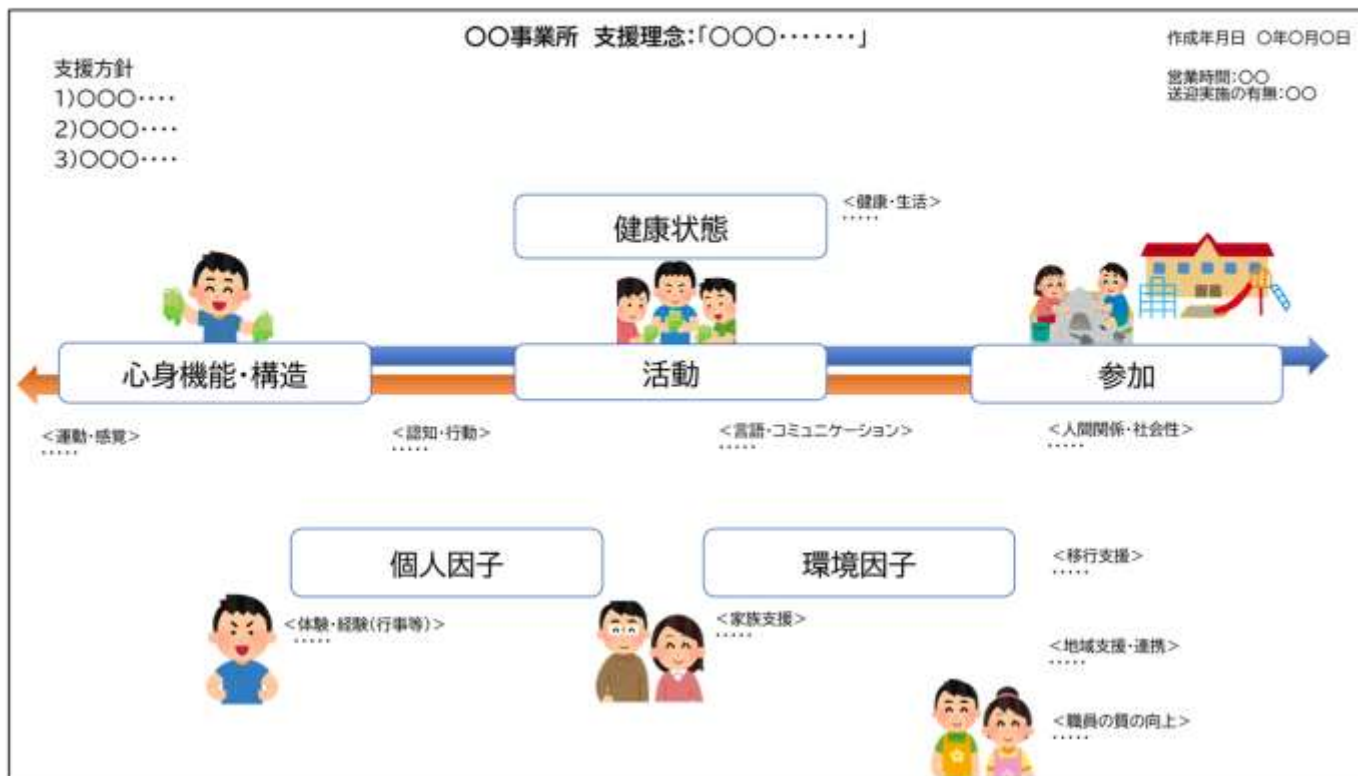 〇〇事業所 支援理念:「〇〇〇・・・・・・・」
作成年月日 〇年〇月〇日
営業時間:〇〇
送迎実施の有無:〇〇
支援方針
1)〇〇〇・・・・
2)〇〇〇・・・・
3)〇〇〇・・・・
健康状態
<健康・生活>
・・・・・
心身機能・構造
活動
参加
<運動・感覚>
・・・・・
<認知・行動>
・・・・・
<言語・コミュニケーション>
・・・・・
<人間関係・社会性>
・・・・・
個人因子
環境因子
<移行支援>
・・・・・
<体験・経験(行事等)>
・・・・・
<家族支援>
・・・・・
<地域支援・連携>
・・・・・
<職員の質の向上>
・・・・・